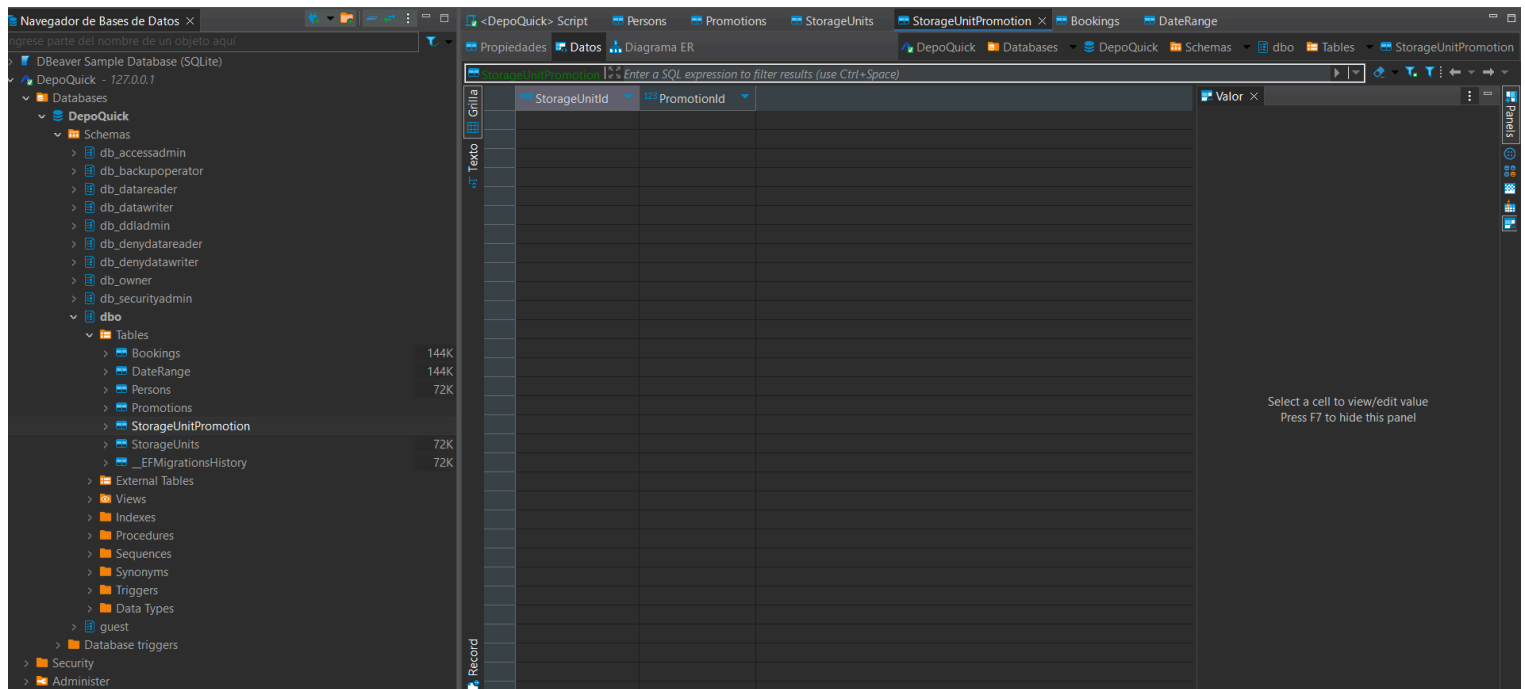 Navegador de Bases de Datos
ingrese parte del nombre de un objeto aquí
DBeaver Sample Database (SQLite)
DepoQuick - 127.0.0.1
Databases
DepoQuick
Schemas
db_accessadmin
db_backupoperator
db_datareader
db_datawriter
db_ddladmin
db_denydatareader
db_denydatawriter
db_owner
db_securityadmin
dbo
Tables
Bookings 144K
DateRange 144K
Persons 72K
Promotions
StorageUnitPromotion
StorageUnits 72K
__EFMigrationsHistory 72K
External Tables
Views
Indexes
Procedures
Sequences
Synonyms
Triggers
Data Types
guest
Database triggers
Security
Administer
<DepoQuick> Script Persons Promotions StorageUnits StorageUnitPromotion Bookings DateRange
Propiedades Datos Diagrama ER DepoQuick Databases DepoQuick Schemas dbo Tables StorageUnitPromotion
StorageUnitPromotion Enter a SQL expression to filter results (use Ctrl+Space)
Grilla
Texto
Record
StorageUnitId 123 PromotionId
Valor
Select a cell to view/edit value
Press F7 to hide this panel
Panels